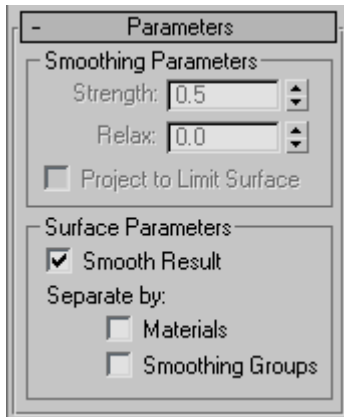 - Parameters
Smoothing Parameters
Strength: 0.5
Relax: 0.0
Project to Limit Surface
Surface Parameters
Smooth Result
Separate by:
Materials
Smoothing Groups